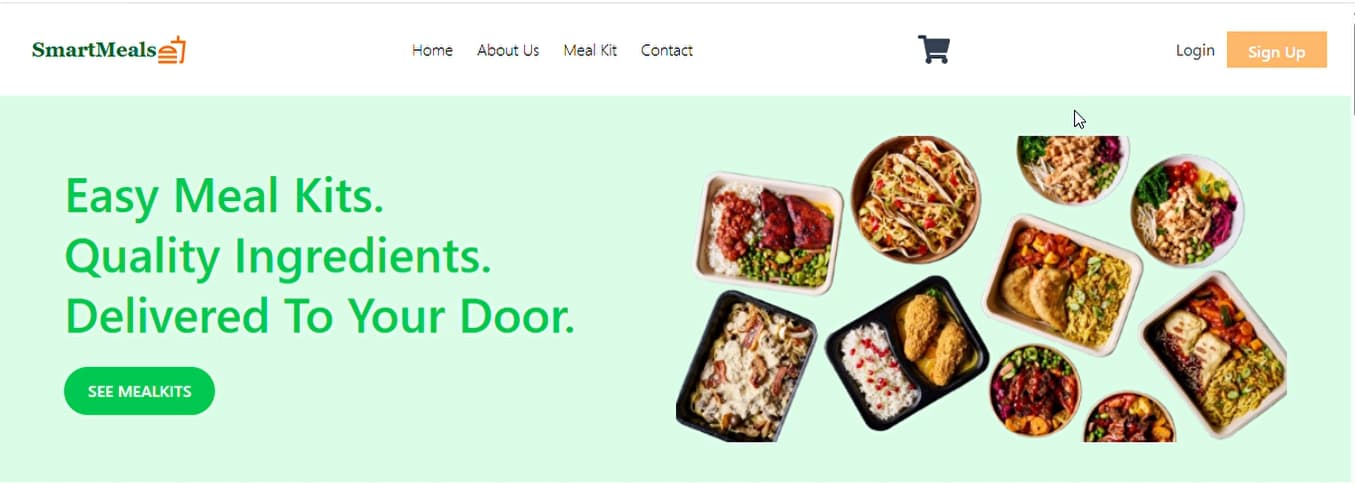 SmartMeals
Home About Us Meal Kit Contact
Login Sign Up
Easy Meal Kits.
Quality Ingredients.
Delivered To Your Door.
SEE MEALKITS